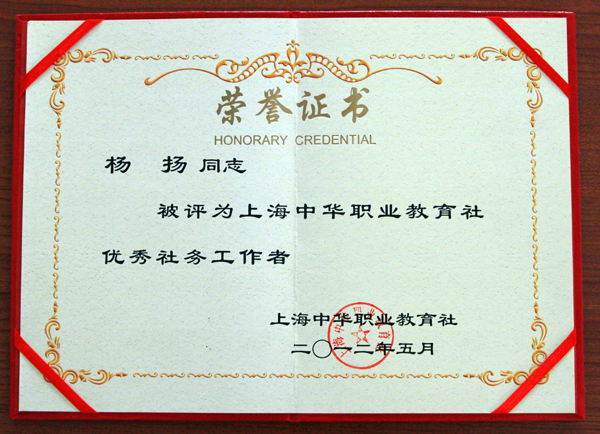 荣誉证书
HONORARY CREDENTIAL
杨 扬 同志
被评为上海中华职业教育社
优秀社务工作者
上海中华职业教育社
二〇一二年五月